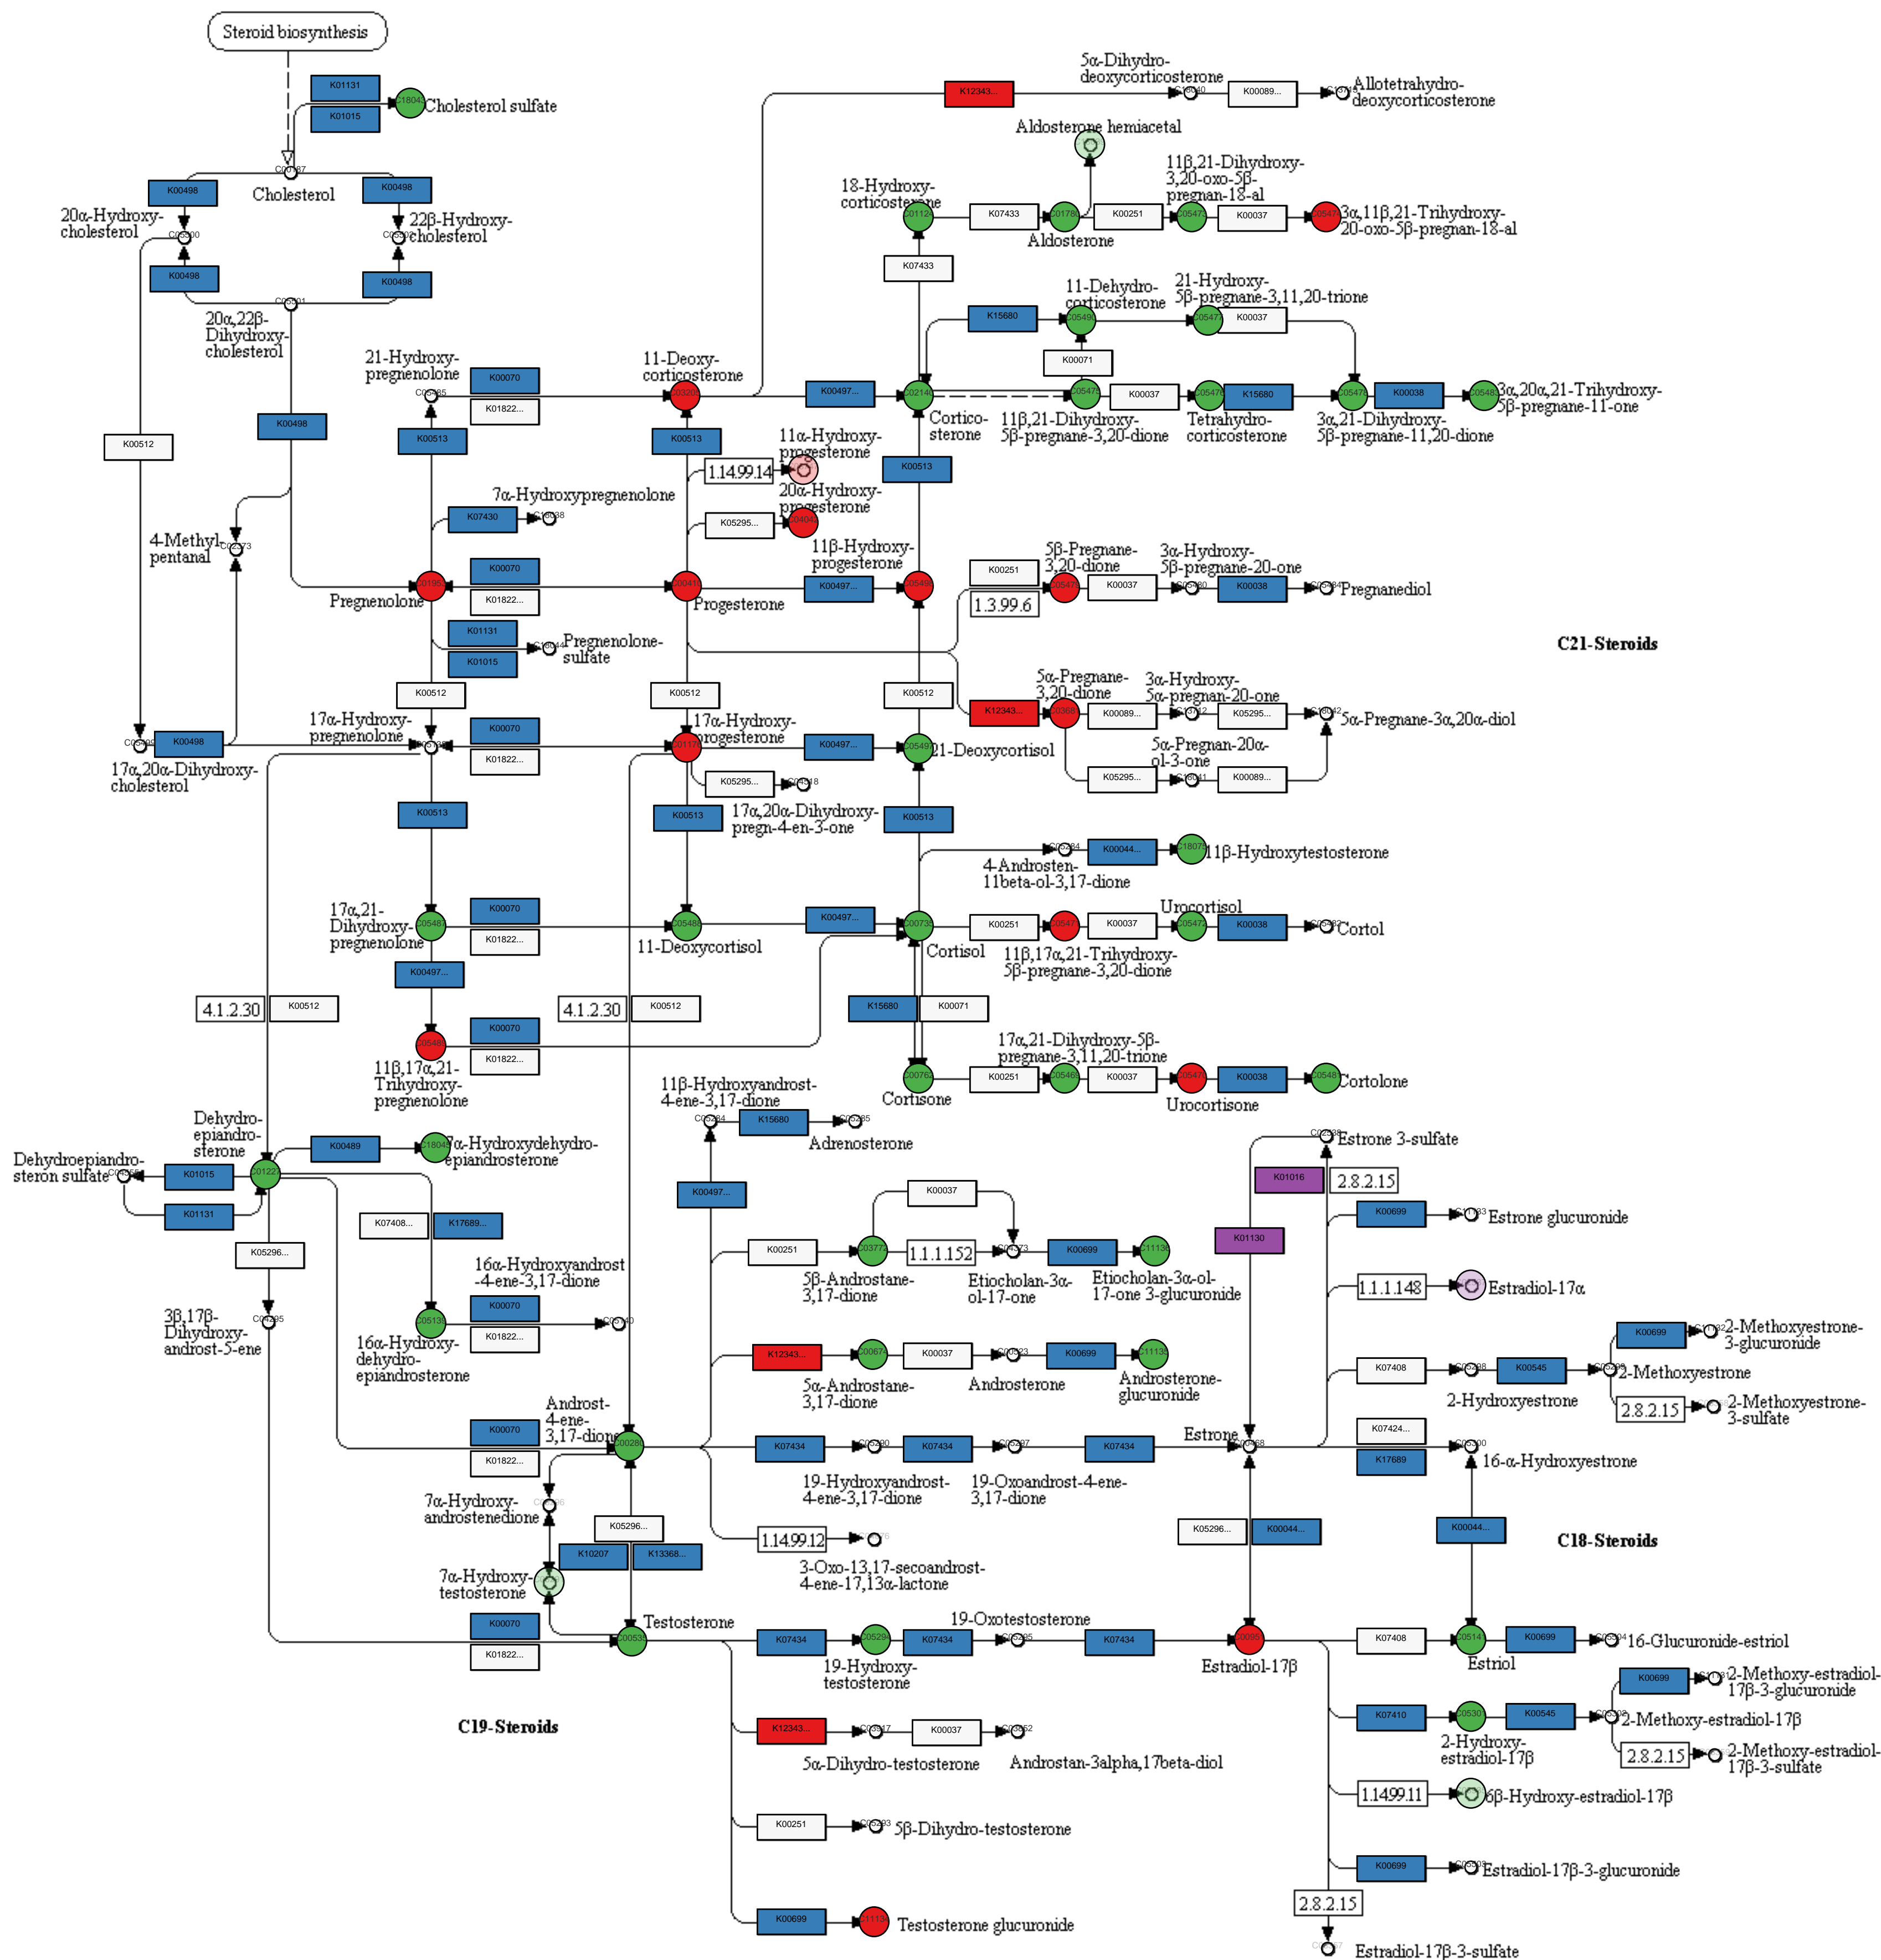 Steroid biosynthesis
K01131
Cholesterol sulfate
K01015
Cholesterol
K00498
K00498
20α-Hydroxy-
cholesterol
22β-Hydroxy-
cholesterol
K00498
K00498
20α,22β-
Dihydroxy-
cholesterol
K00512
K00498
4-Methyl-
pentanal
K00498
17α,20α-Dihydroxy-
cholesterol
5α-Dihydro-
deoxycorticosterone
K12343...
K00089...
Allotetrahydro-
deoxycorticosterone
Aldosterone hemiacetal
18-Hydroxy-
corticosterone
K07433
Aldosterone
K00251
11β,21-Dihydroxy-
3,20-oxo-5β-
pregnan-18-al
K00037
3α,11β,21-Trihydroxy-
20-oxo-5β-pregnan-18-al
K07433
K15680
11-Dehydro-
corticosterone
21-Hydroxy-
5β-pregnane-3,11,20-trione
K00037
K00071
21-Hydroxy-
pregnenolone
K00070
K01822...
11-Deoxy-
corticosterone
K00497...
Cortico-
sterone
11β,21-Dihydroxy-
5β-pregnane-3,20-dione
K00037
Tetrahydro-
corticosterone
K15680
3α,21-Dihydroxy-
5β-pregnane-11,20-dione
K00038
3α,20α,21-Trihydroxy-
5β-pregnane-11-one
K00513
K00513
K00513
11α-Hydroxy-
progesterone
1.14.99.14
20α-Hydroxy-
progesterone
K05295...
7α-Hydroxypregnenolone
K07430
Pregnenolone
K00070
K01822...
Progesterone
11β-Hydroxy-
progesterone
K00497...
K00251
1.3.99.6
5β-Pregnane-
3,20-dione
K00037
3α-Hydroxy-
5β-pregnane-20-one
K00038
Pregnanediol
C21-Steroids
K01131
K01015
Pregnenolone-
sulfate
K00512
K00512
K00512
K12343...
5α-Pregnane-
3,20-dione
K00089...
3α-Hydroxy-
5α-pregnan-20-one
K05295...
5α-Pregnane-3α,20α-diol
K05295...
5α-Pregnan-20α-
ol-3-one
K00089...
17α-Hydroxy-
pregnenolone
K00070
K01822...
17α-Hydroxy-
progesterone
K00497...
21-Deoxycortisol
K05295...
17α,20α-Dihydroxy-
pregn-4-en-3-one
K00513
K00513
K00513
4-Androsten-
11beta-ol-3,17-dione
K00044...
11β-Hydroxytestosterone
17α,21-
Dihydroxy-
pregnenolone
K00070
K01822...
11-Deoxycortisol
K00497...
Cortisol
K00251
11β,17α,21-Trihydroxy-
5β-pregnane-3,20-dione
K00037
Urocortisol
K00038
Cortol
K00497...
4.1.2.30
K00512
4.1.2.30
K00512
K15680
K00071
K00070
K01822...
11β,17α,21-
Trihydroxy-
pregnenolone
Cortisone
K00251
17α,21-Dihydroxy-5β-
pregnane-3,11,20-trione
K00037
Urocortisone
K00038
Cortolone
Dehydro-
epiandro-
sterone
K00489
7α-Hydroxydehydro-
epiandrosterone
Dehydroepiandro-
steron sulfate
K01015
K01131
K07408...
K17689...
K05296...
3β,17β-
Dihydroxy-
androst-5-ene
16α-Hydroxyandrost
-4-ene-3,17-dione
K00070
K01822...
16α-Hydroxy-
dehydro-
epiandrosterone
11β-Hydroxyandrost-
4-ene-3,17-dione
K15680
Adrenosterone
K00497...
K00037
K00251
5β-Androstane-
3,17-dione
1.1.1.152
Etiocholan-3α-
ol-17-one
K00699
Etiocholan-3α-ol-
17-one 3-glucuronide
K12343...
5α-Androstane-
3,17-dione
K00037
Androsterone
K00699
Androsterone-
glucuronide
Androst-
4-ene-
3,17-dione
K00070
K01822...
K07434
19-Hydroxyandrost-
4-ene-3,17-dione
K07434
19-Oxoandrost-4-ene-
3,17-dione
K07434
Estrone
1.14.99.12
3-Oxo-13,17-secoandrost-
4-ene-17,13α-lactone
7α-Hydroxy-
androstenedione
K05296...
K10207
K13368...
7α-Hydroxy-
testosterone
Estrone 3-sulfate
K01016
2.8.2.15
K01130
K00699
Estrone glucuronide
1.1.1.148
Estradiol-17α
K07408
2-Hydroxyestrone
K00545
2-Methoxyestrone
K00699
2-Methoxyestrone-
3-glucuronide
2.8.2.15
2-Methoxyestrone-
3-sulfate
K07424...
K17689
16-α-Hydroxyestrone
K05296...
K00044...
K00044...
C18-Steroids
K00070
K01822...
Testosterone
K07434
19-Hydroxy-
testosterone
K07434
19-Oxotestosterone
K07434
Estradiol-17β
K07408
Estriol
K00699
16-Glucuronide-estriol
K07410
2-Hydroxy-
estradiol-17β
K00545
2-Methoxy-estradiol-17β
K00699
2-Methoxy-estradiol-
17β-3-glucuronide
2.8.2.15
2-Methoxy-estradiol-
17β-3-sulfate
1.14.99.11
6β-Hydroxy-estradiol-17β
K00699
Estradiol-17β-3-glucuronide
2.8.2.15
Estradiol-17β-3-sulfate
C19-Steroids
K12343...
5α-Dihydro-testosterone
K00037
Androstan-3alpha,17beta-diol
K00251
5β-Dihydro-testosterone
K00699
Testosterone glucuronide